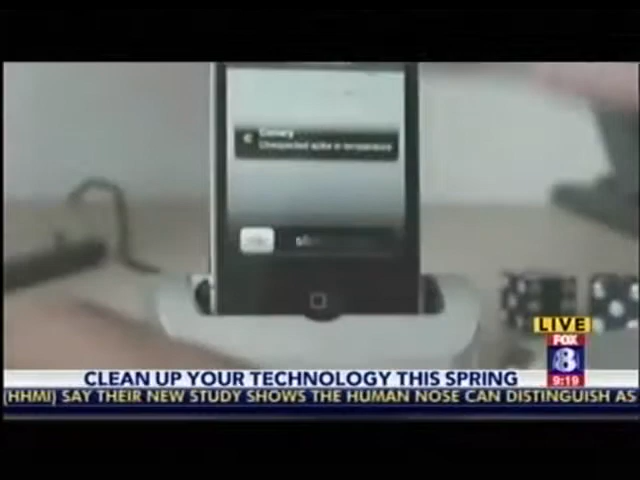 Canary
Unexpected spike in temperature
LIVE
FOX
8
9:19
CLEAN UP YOUR TECHNOLOGY THIS SPRING
(HHMI) SAY THEIR NEW STUDY SHOWS THE HUMAN NOSE CAN DISTINGUISH AS